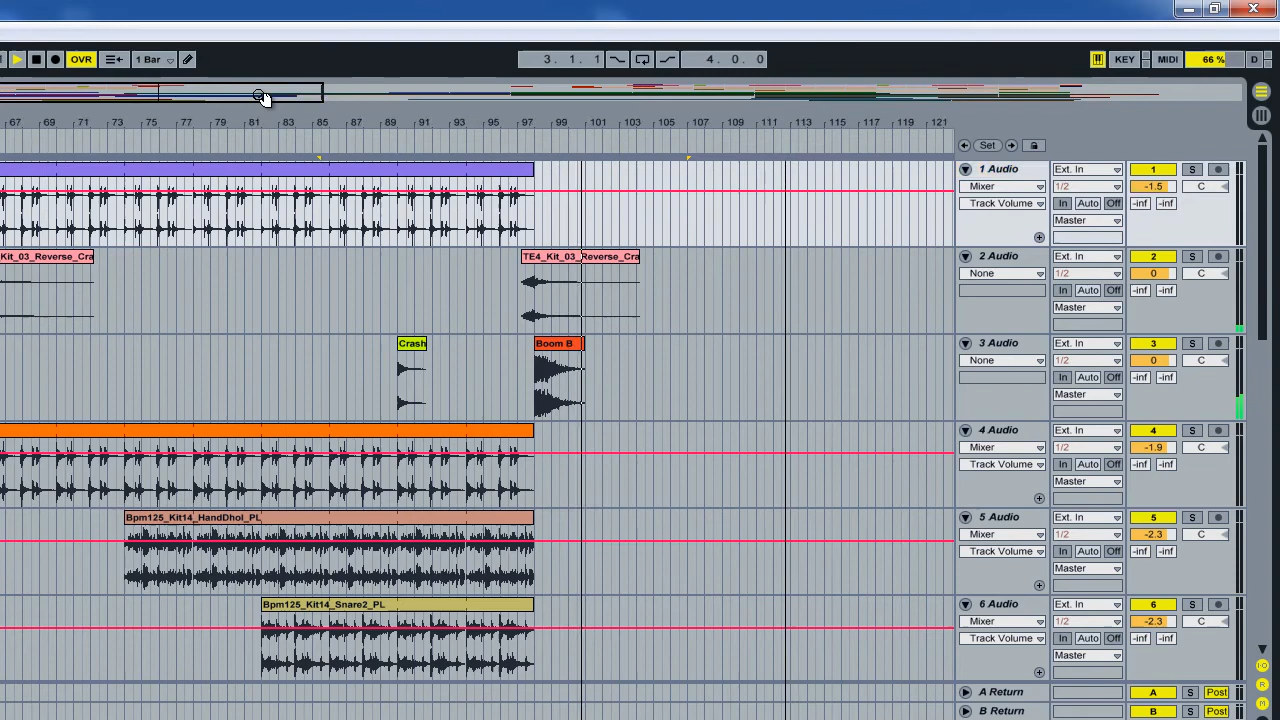 OVR 1 Bar 3. 1. 1 4. 0. 0 KEY MIDI 66 % D
67 69 71 73 75 77 79 81 83 85 87 89 91 93 95 97 99 101 103 105 107 109 111 113 115 117 119 121
Set
1 Audio Ext. In 1 S
Mixer 1/2 -1.5 C
Track Volume In Auto Off -inf -inf
Master
Kit_03_Reverse_Cra TE4_Kit_03_Reverse_Cra 2 Audio Ext. In 2 S
None 1/2 0 C
In Auto Off -inf -inf
Master
Crash Boom B 3 Audio Ext. In 3 S
None 1/2 0 C
In Auto Off -inf -inf
Master
4 Audio Ext. In 4 S
Mixer 1/2 -1.9 C
Track Volume In Auto Off -inf -inf
Master
Bpm125_Kit14_HandDhol_PL 5 Audio Ext. In 5 S
Mixer 1/2 -2.3 C
Track Volume In Auto Off -inf -inf
Master
Bpm125_Kit14_Snare2_PL 6 Audio Ext. In 6 S
Mixer 1/2 -2.3 C
Track Volume In Auto Off -inf -inf
Master
A Return A S Post
B Return B S Post